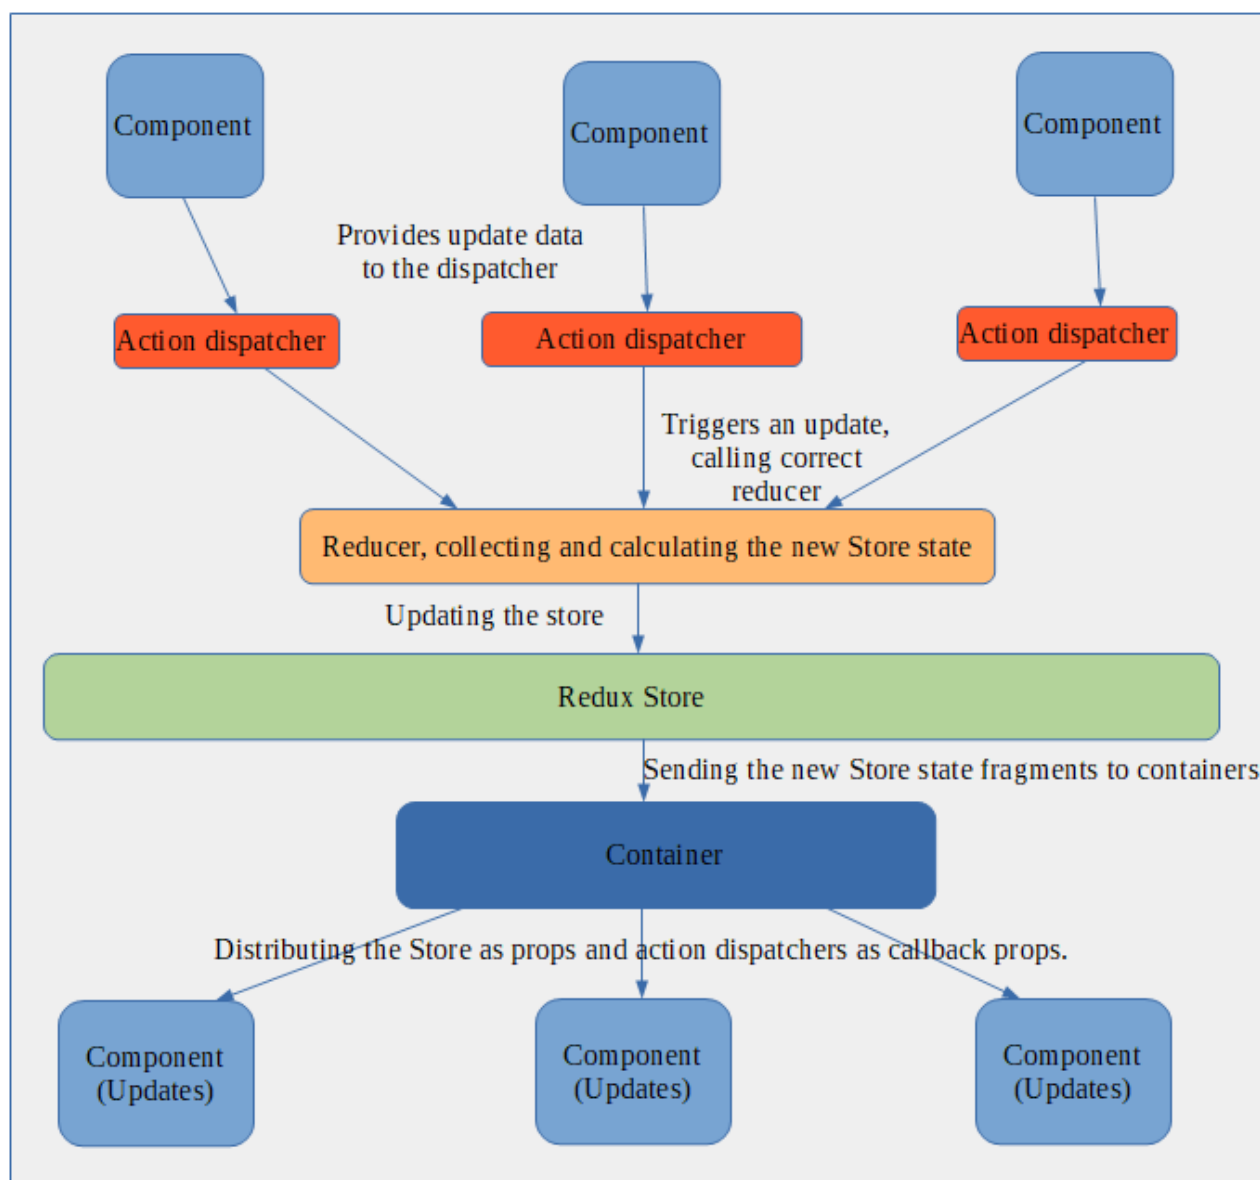 Component
Component
Component
Provides update data
to the dispatcher
Action dispatcher
Action dispatcher
Action dispatcher
Triggers an update,
calling correct
reducer
Reducer, collecting and calculating the new Store state
Updating the store
Redux Store
Sending the new Store state fragments to containers
Container
Distributing the Store as props and action dispatchers as callback props.
Component
(Updates)
Component
(Updates)
Component
(Updates)